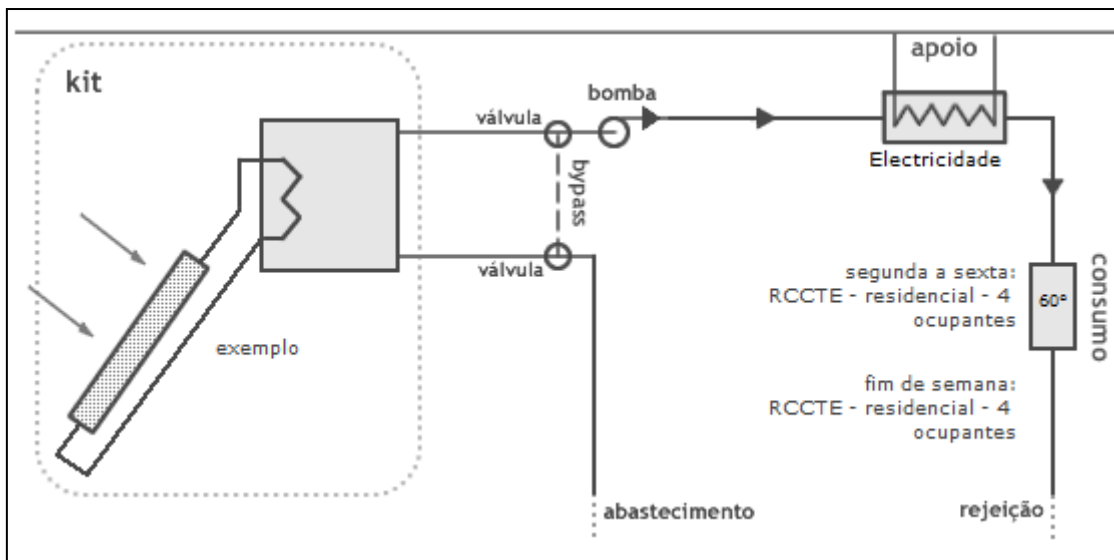 kit
apoio
bomba
válvula
Electricidade
bypass
válvula
segunda a sexta:
RCCTE - residencial - 4
ocupantes
60º
consumo
exemplo
fim de semana:
RCCTE - residencial - 4
ocupantes
abastecimento
rejeição